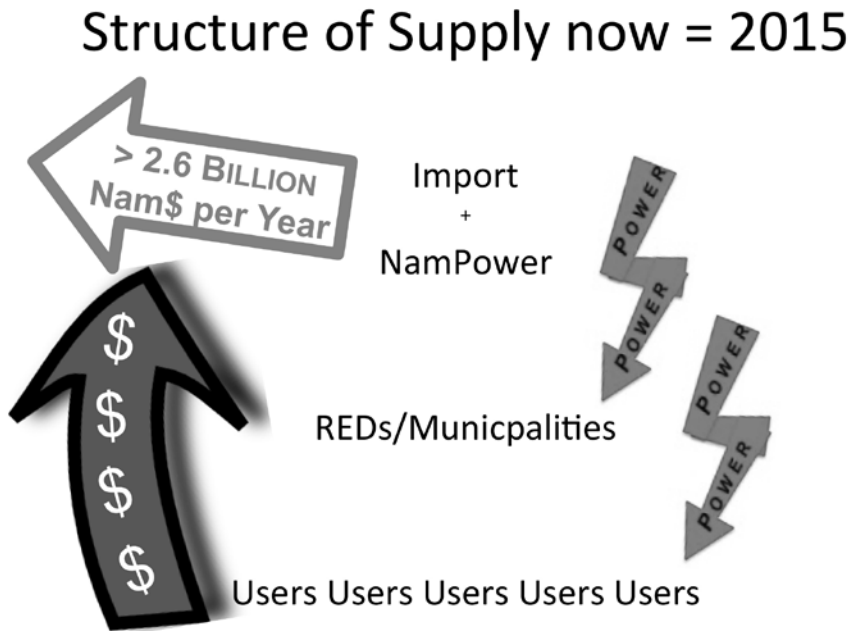 Structure of Supply now = 2015
> 2.6 BILLION
Nam$ per Year
Import
+
NamPower
POWER
POWER
POWER
POWER
$
$
$
$
REDs/Municpalities
Users Users Users Users Users